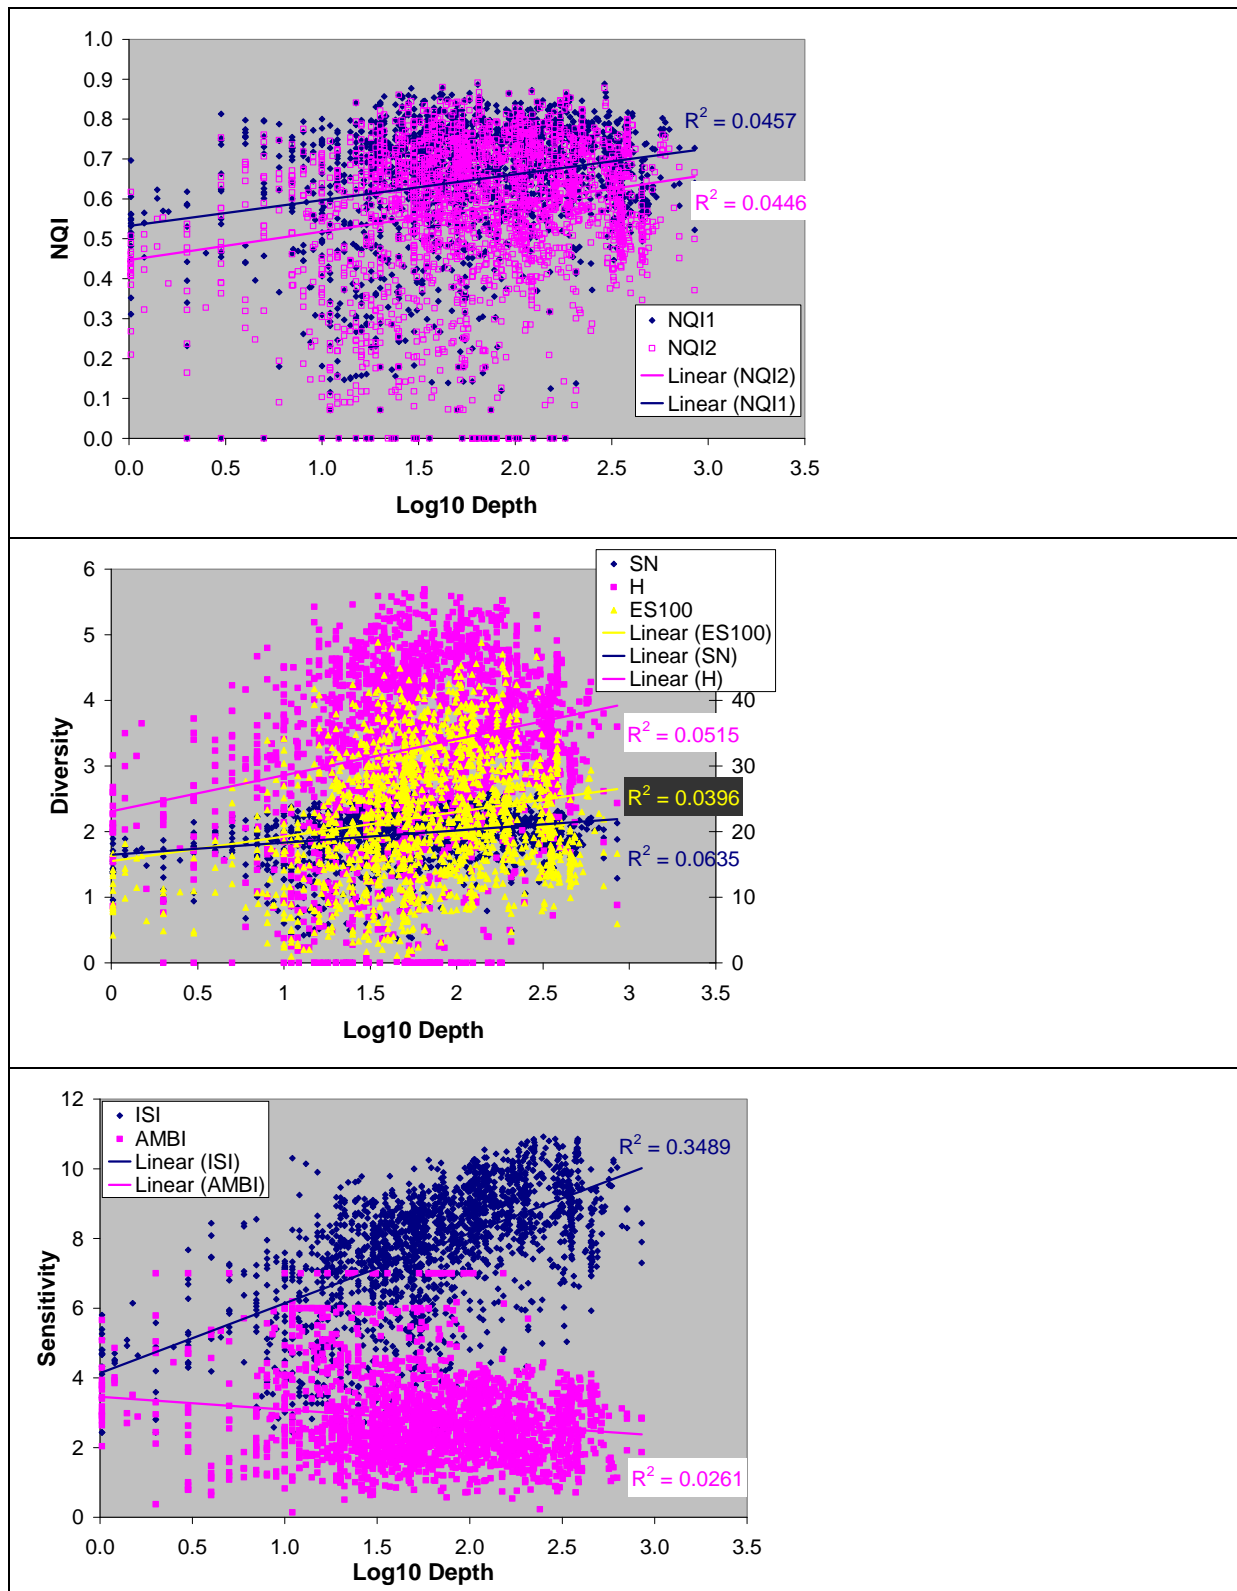 1.0
0.9
0.8
0.7
0.6
0.5
0.4
0.3
0.2
0.1
0.0
NQI
R² = 0.0457
R² = 0.0446
NQI1
NQI2
Linear (NQI2)
Linear (NQI1)
0.0 0.5 1.0 1.5 2.0 2.5 3.0 3.5
Log10 Depth
6
5
4
3
2
1
0
Diversity
SN
H
ES100
Linear (ES100)
Linear (SN)
Linear (H)
40
30
20
10
0
R² = 0.0515
R² = 0.0396
R² = 0.0635
0 0.5 1 1.5 2 2.5 3 3.5
Log10 Depth
12
10
8
6
4
2
0
Sensitivity
ISI
AMBI
Linear (ISI)
Linear (AMBI)
R² = 0.3489
R² = 0.0261
0.0 0.5 1.0 1.5 2.0 2.5 3.0 3.5
Log10 Depth